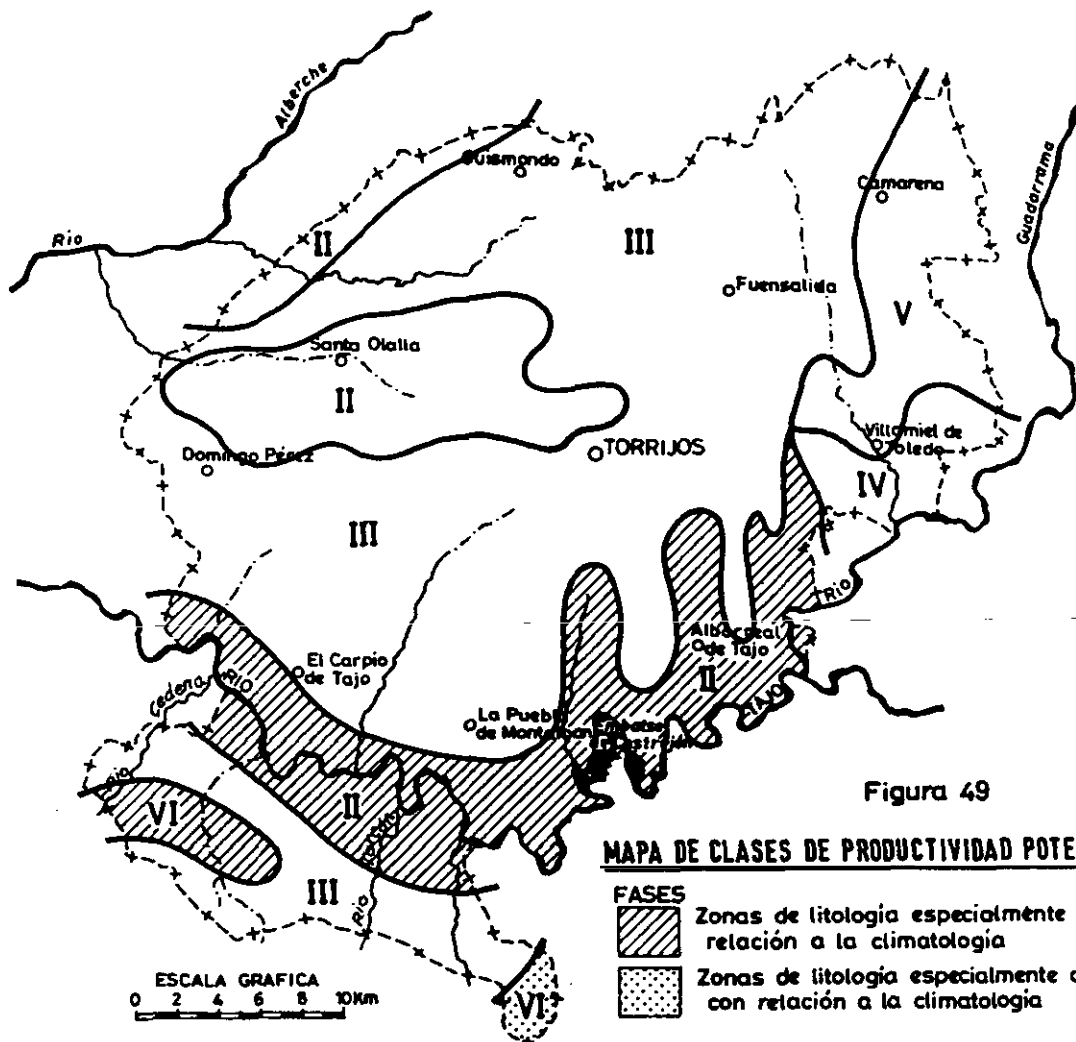 Alberche
Rio
Quismondo
Camarena
Guadarrama
II
III
Fuensalida
V
Santa Olalla
II
TORRIJOS
Villamiel de
Toledo
Domingo Pérez
IV
III
Rio
Albarreal
de Tajo
II
El Carpio
de Tajo
Cedena
RIO
TAJO
La Puebla
de Montalban
Embalse
Rio
Figura 49
VI
II
III
Rio
MAPA DE CLASES DE PRODUCTIVIDAD POTE
FASES
Zonas de litología especialmente
relación a la climatología
Zonas de litología especialmente
con relación a la climatología
ESCALA GRAFICA
0 2 4 6 8 10Km
VI